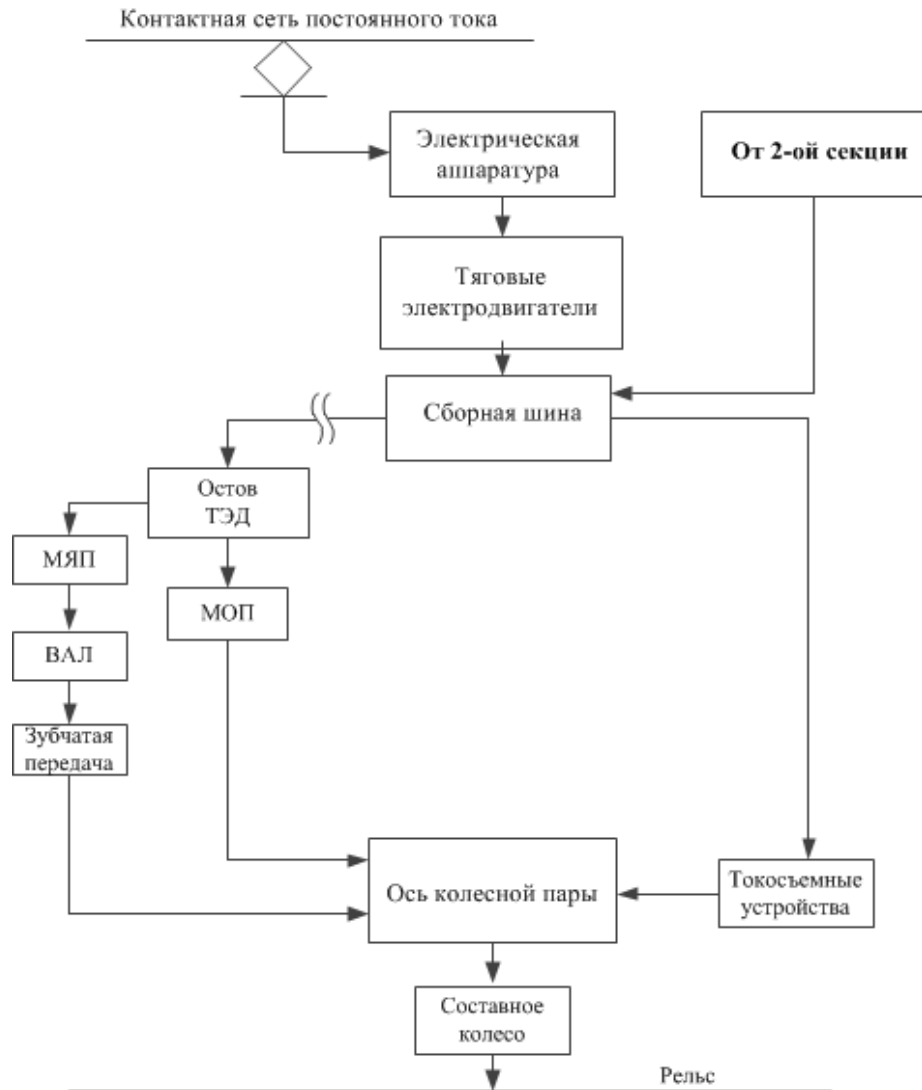 Контактная сеть постоянного тока
Электрическая
аппаратура
От 2-ой секции
Тяговые
электродвигатели
Сборная шина
Остов
ТЭД
МЯП
МОП
ВАЛ
Зубчатая
передача
Ось колесной пары
Токосъемные
устройства
Составное
колесо
Рельс